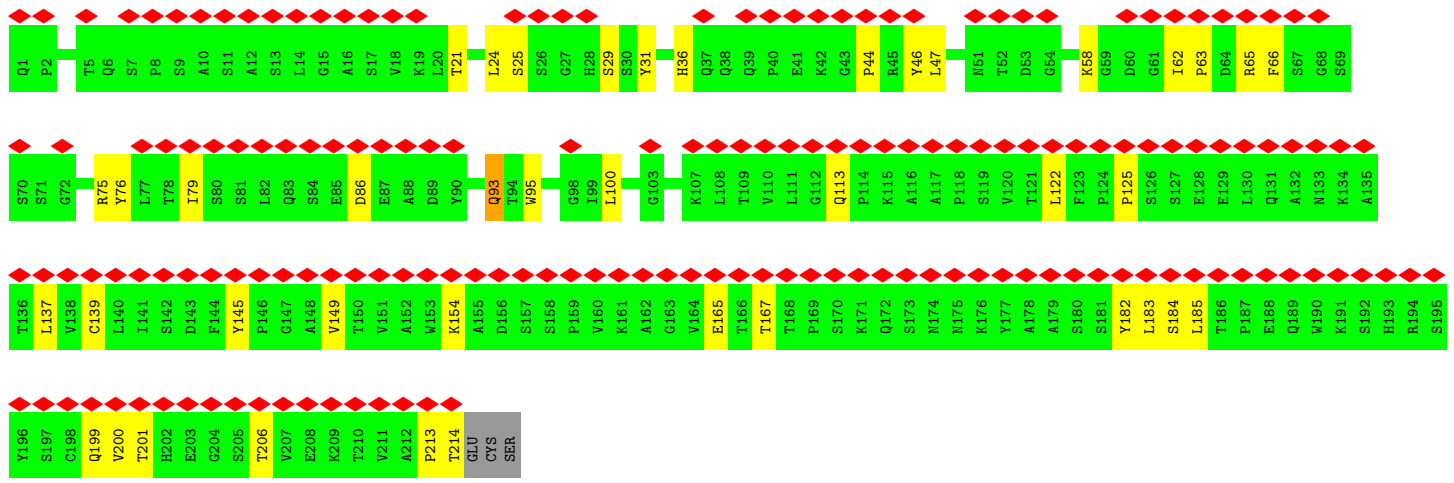 Q1 P2 T5 Q6 S7 P8 S9 A10 S11 A12 S13 L14 G15 A16 S17 V18 K19 L20 T21 L24 S25 S26 G27 H28 S29 S30 Y31 H36 Q37 Q38 Q39 P40 E41 K42 G43 P44 R45 Y46 L47 N51 T52 D53 G54 K58 G59 D60 G61 I62 P63 D64 R65 F66 S67 G68 S69
S70 S71 G72 R75 Y76 L77 T78 I79 S80 S81 L82 Q83 S84 E85 D86 E87 A88 D89 Y90 Q93 T94 W95 G98 I99 L100 G103 K107 L108 T109 V110 L111 G112 Q113 P114 K115 A116 A117 P118 S119 V120 T121 L122 F123 P124 P125 S126 S127 E128 E129 L130 Q131 A132 N133 K134 A135
T136 L137 V138 C139 L140 I141 S142 D143 F144 Y145 P146 G147 A148 V149 T150 V151 A152 W153 K154 A155 D156 S157 S158 P159 V160 K161 A162 G163 V164 E165 T166 T167 T168 P169 S170 K171 Q172 S173 N174 N175 K176 Y177 A178 A179 S180 S181 Y182 L183 S184 L185 T186 P187 E188 Q189 W190 K191 S192 H193 R194 S195
Y196 S197 C198 Q199 V200 T201 H202 E203 G204 S205 T206 V207 E208 K209 T210 V211 A212 P213 T214 GLU CYS SER